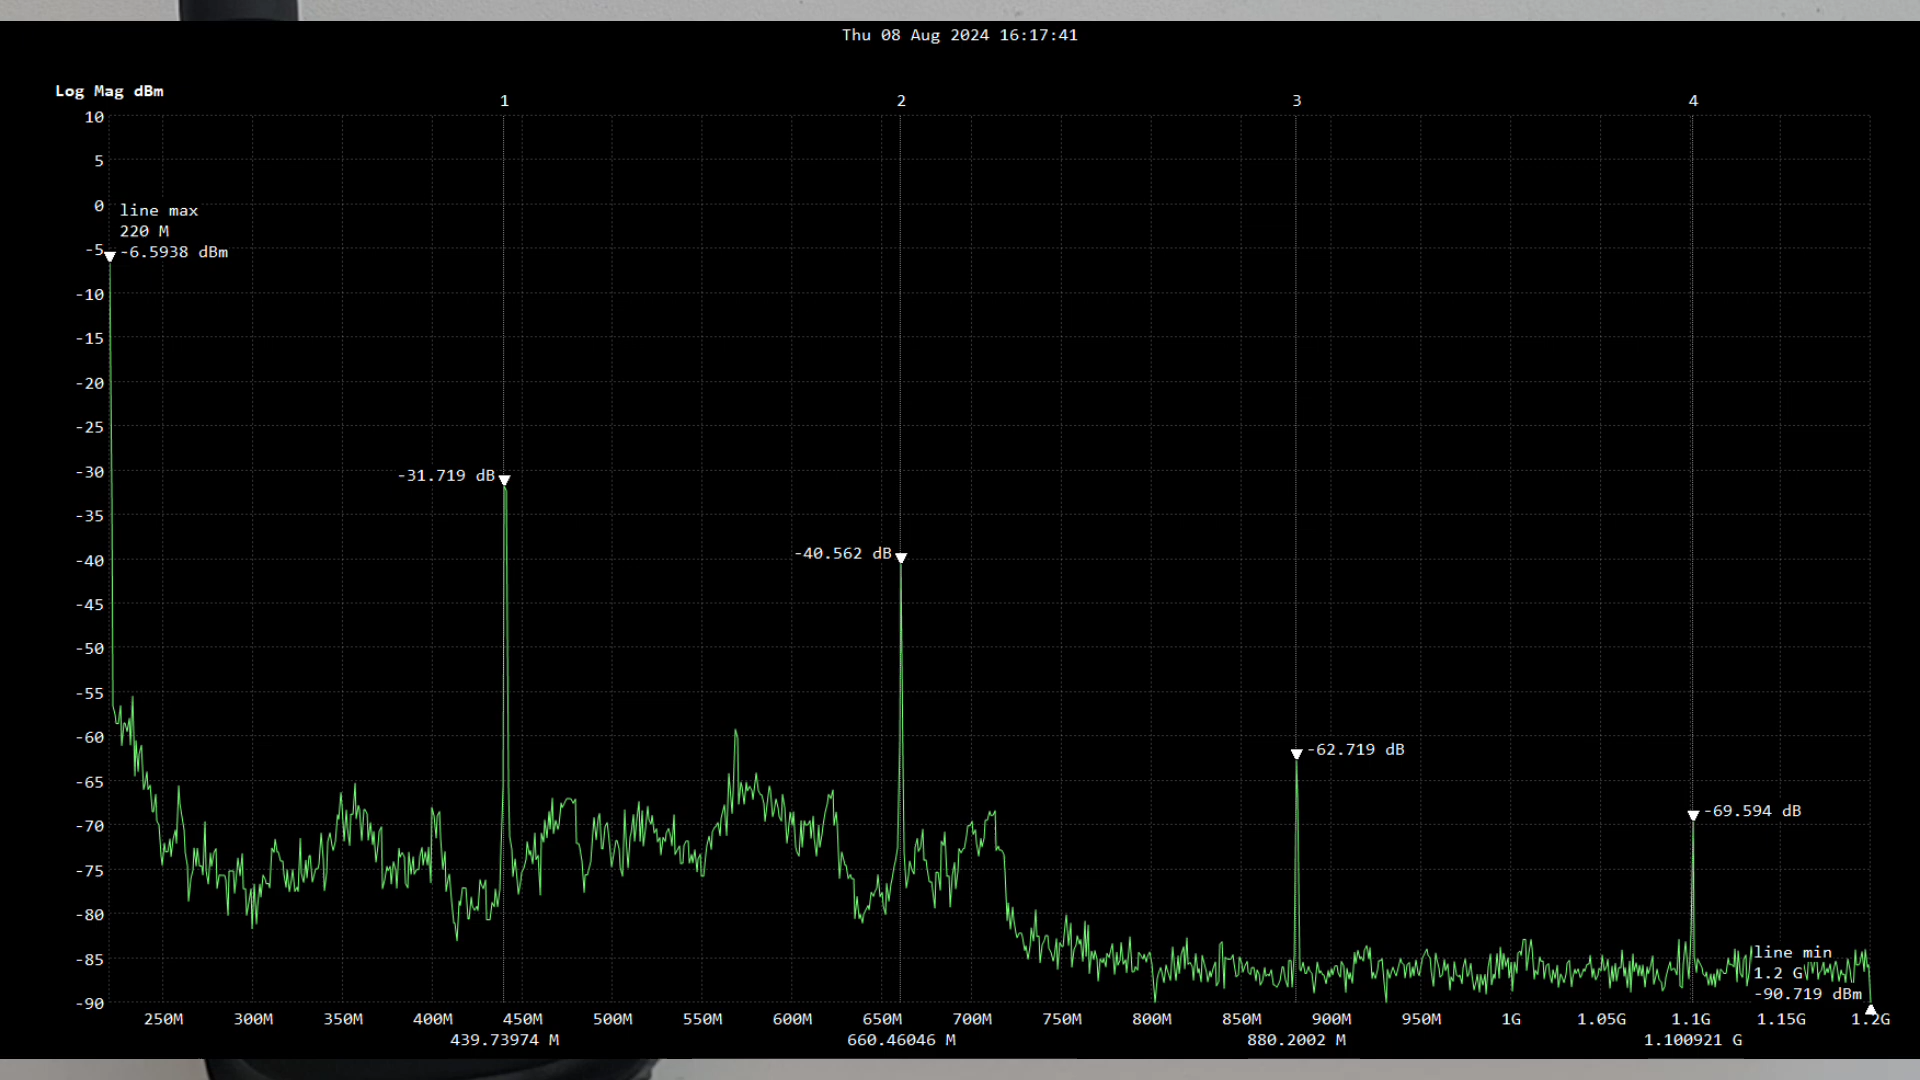 Thu 08 Aug 2024 16:17:41
Log Mag dBm
1 2 3 4
10
5
0
line max
220 M
-5
-6.5938 dBm
-10
-15
-20
-25
-30
-31.719 dB
-35
-40
-40.562 dB
-45
-50
-55
-60
-62.719 dB
-65
-70
-69.594 dB
-75
-80
-85
line min
1.2 G
-90.719 dBm
-90
250M 300M 350M 400M 450M 500M 550M 600M 650M 700M 750M 800M 850M 900M 950M 1G 1.05G 1.1G 1.15G 1.2G
439.73974 M 660.46046 M 880.2002 M 1.100921 G